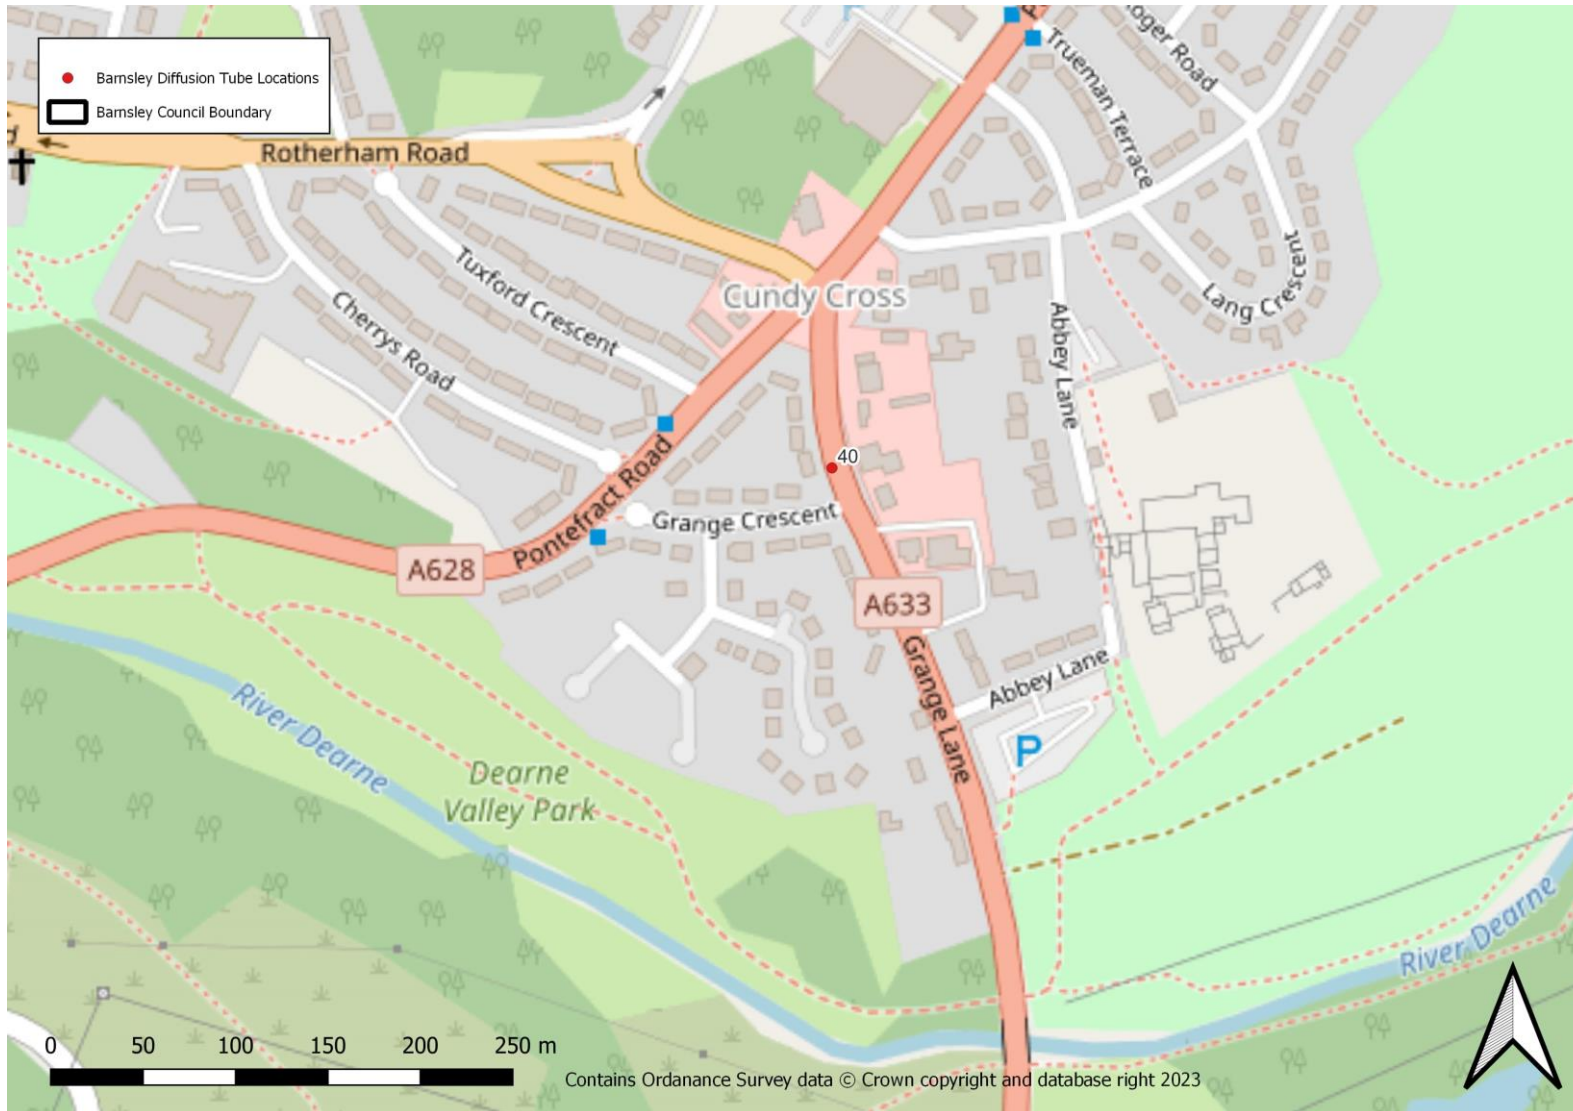 Barnsley Diffusion Tube Locations
Barnsley Council Boundary
Rotherham Road
Trueman Terrace
oger Road
Tuxford Crescent
Cherrys Road
Cundy Cross
Lang Crescent
Abbey Lane
40
Pontefract Road
Grange Crescent
A628
A633
Grange Lane
Abbey Lane
P
River Dearne
Dearne
Valley Park
River Dearne
0 50 100 150 200 250 m
Contains Ordanance Survey data © Crown copyright and database right 2023